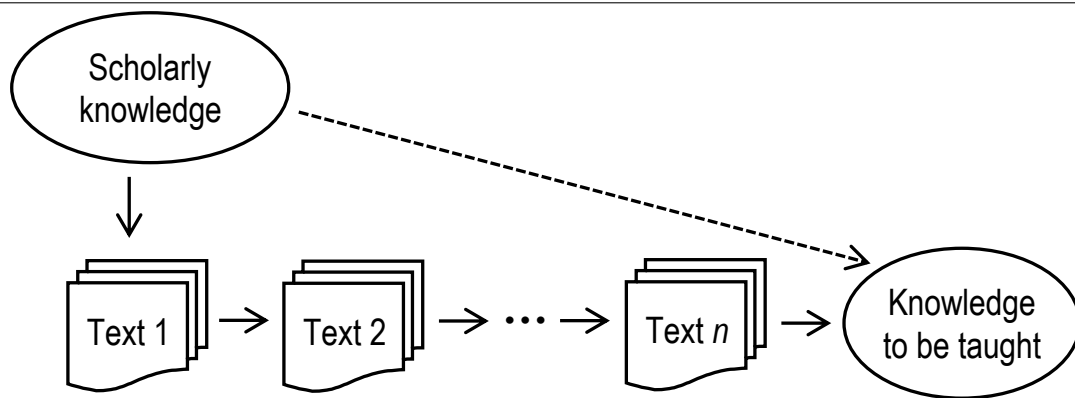 Scholarly
knowledge
Text 1
Text 2
...
Text n
Knowledge
to be taught